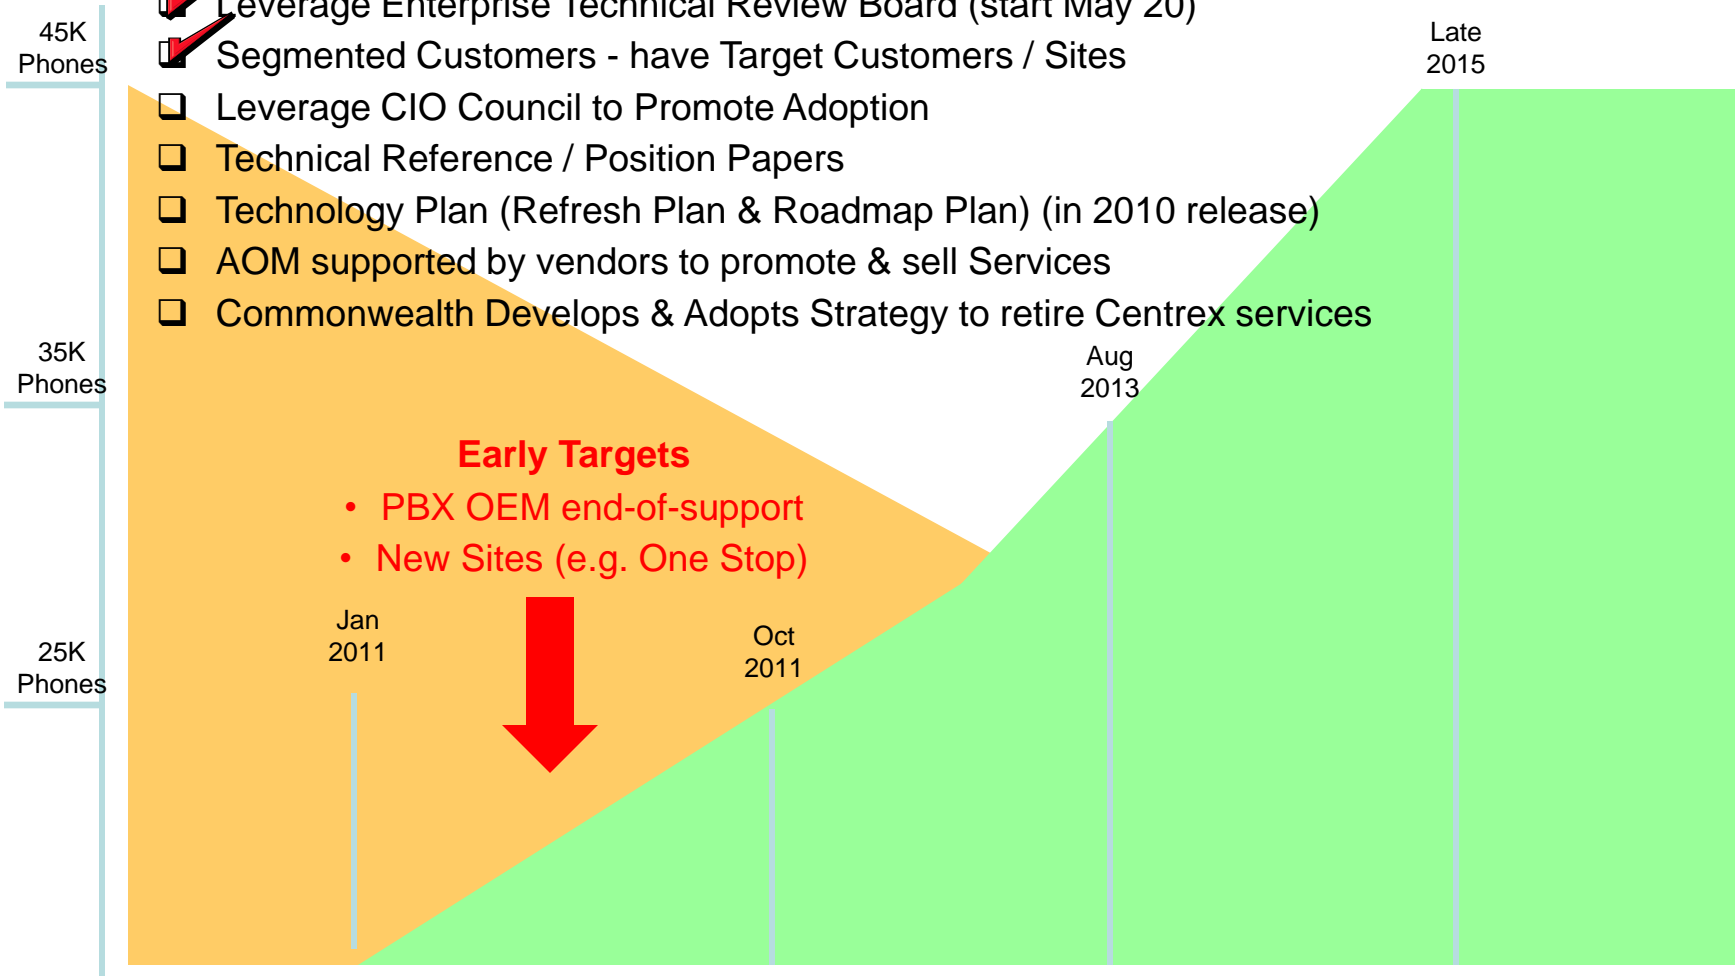 Leverage Enterprise Technical Review Board (start May 20)
Segmented Customers - have Target Customers / Sites
Leverage CIO Council to Promote Adoption
Technical Reference / Position Papers
Technology Plan (Refresh Plan & Roadmap Plan) (in 2010 release)
AOM supported by vendors to promote & sell Services
Commonwealth Develops & Adopts Strategy to retire Centrex services
45K
Phones
Late
2015
35K
Phones
Aug
2013
Early Targets
• PBX OEM end-of-support
• New Sites (e.g. One Stop)
Jan
2011
Oct
2011
25K
Phones